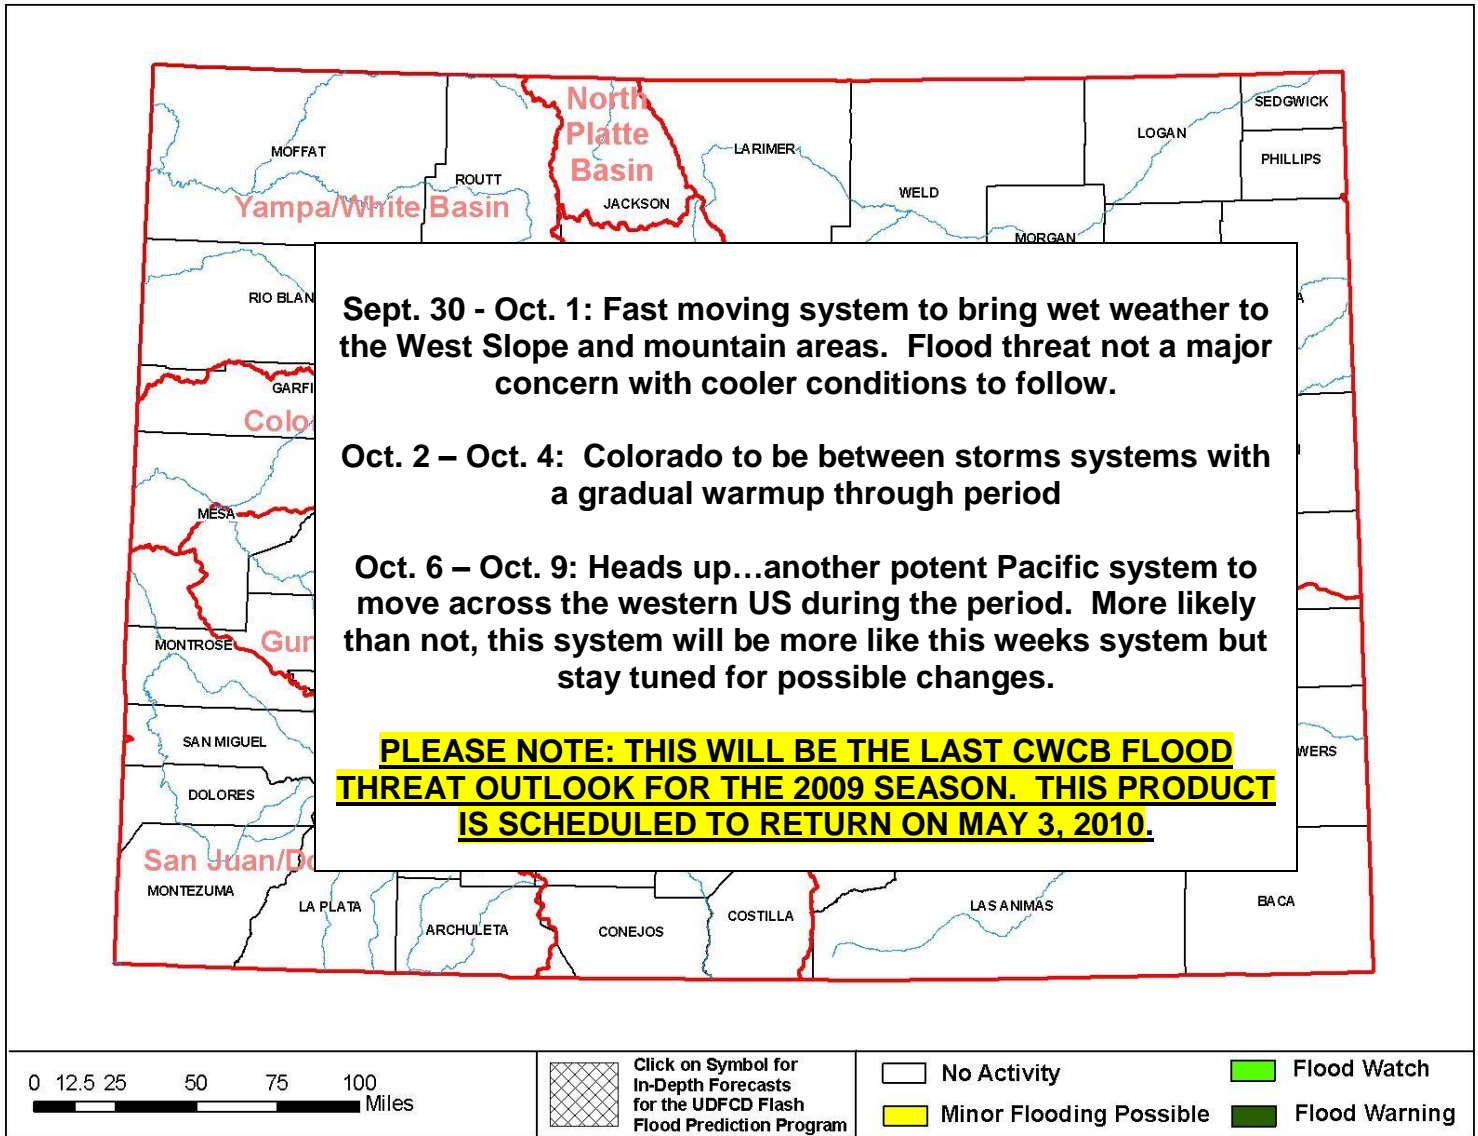 North
Platte
Basin
SEDGWICK
LOGAN
MOFFAT
LARIMER
PHILLIPS
ROUTT
WELD
JACKSON
Yampa/White Basin
MORGAN
RIO BLAN
A
Sept. 30 - Oct. 1: Fast moving system to bring wet weather to
the West Slope and mountain areas. Flood threat not a major
concern with cooler conditions to follow.
GARFI
Colo
Oct. 2 – Oct. 4: Colorado to be between storms systems with
a gradual warmup through period
MESA
Oct. 6 – Oct. 9: Heads up…another potent Pacific system to
move across the western US during the period. More likely
than not, this system will be more like this weeks system but
stay tuned for possible changes.
MONTROSE
Gun
SAN MIGUEL
PLEASE NOTE: THIS WILL BE THE LAST CWCB FLOOD
THREAT OUTLOOK FOR THE 2009 SEASON. THIS PRODUCT
IS SCHEDULED TO RETURN ON MAY 3, 2010.
WERS
DOLORES
San Juan/Do
MONTEZUMA
LA PLATA
ARCHULETA
CONEJOS
COSTILLA
LAS ANIMAS
BACA
0 12.5 25 50 75 100
Miles
Click on Symbol for
In-Depth Forecasts
for the UDFCD Flash
Flood Prediction Program
No Activity
Flood Watch
Minor Flooding Possible
Flood Warning